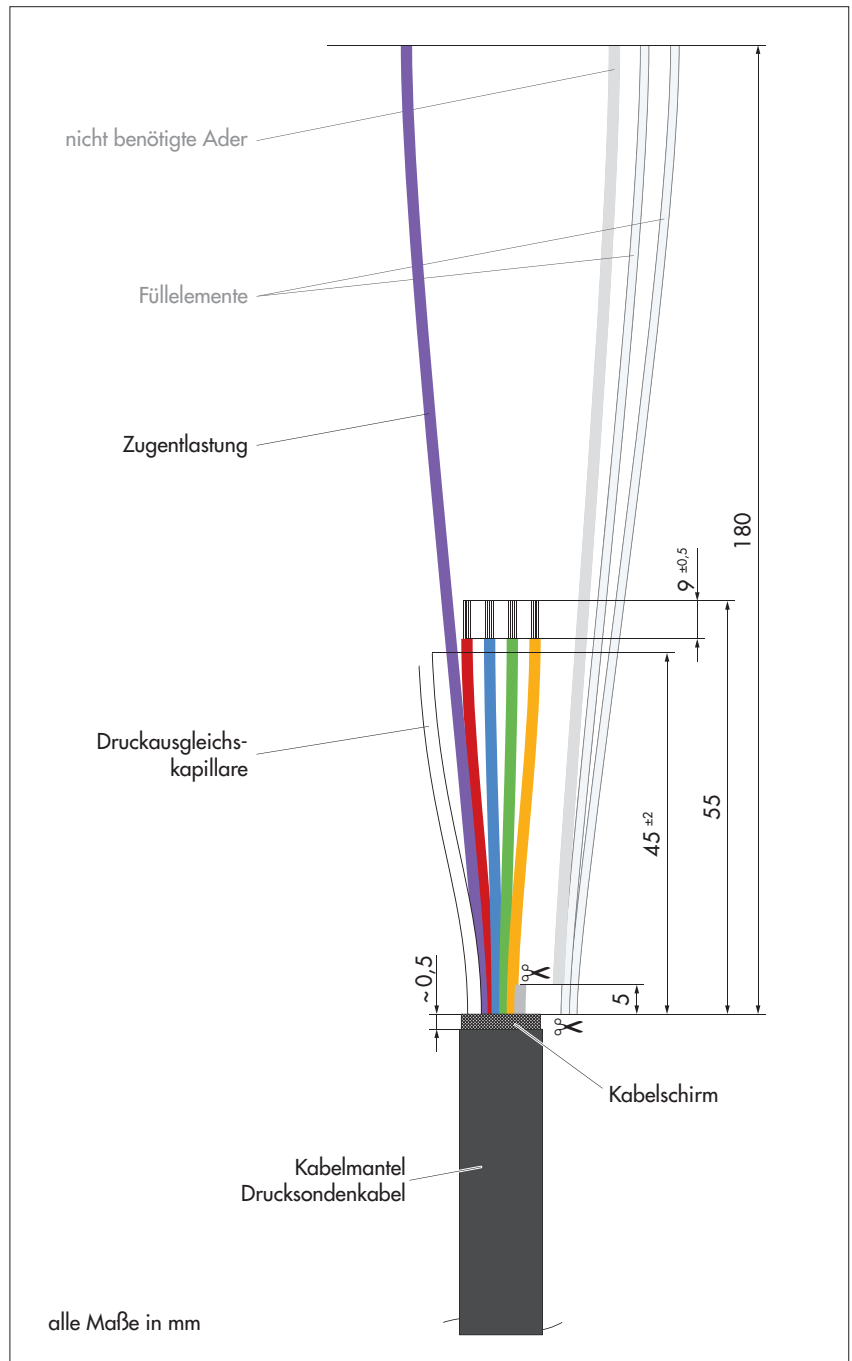 nicht benötigte Ader
Füllelemente
Zugentlastung
180
9 ±0,5
Druckausgleichs-
kapillare
55
45 ±2
~0,5
5
Kabelschirm
Kabelmantel
Drucksondenkabel
alle Maße in mm